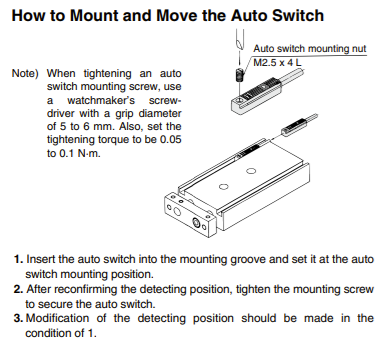 How to Mount and Move the Auto Switch
Auto switch mounting nut
M2.5 x 4 L
Note) When tightening an auto
switch mounting screw, use
a watchmaker's screw-
driver with a grip diameter
of 5 to 6 mm. Also, set the
tightening torque to be 0.05
to 0.1 N·m.
1. Insert the auto switch into the mounting groove and set it at the auto
switch mounting position.
2. After reconfirming the detecting position, tighten the mounting screw
to secure the auto switch.
3. Modification of the detecting position should be made in the
condition of 1.